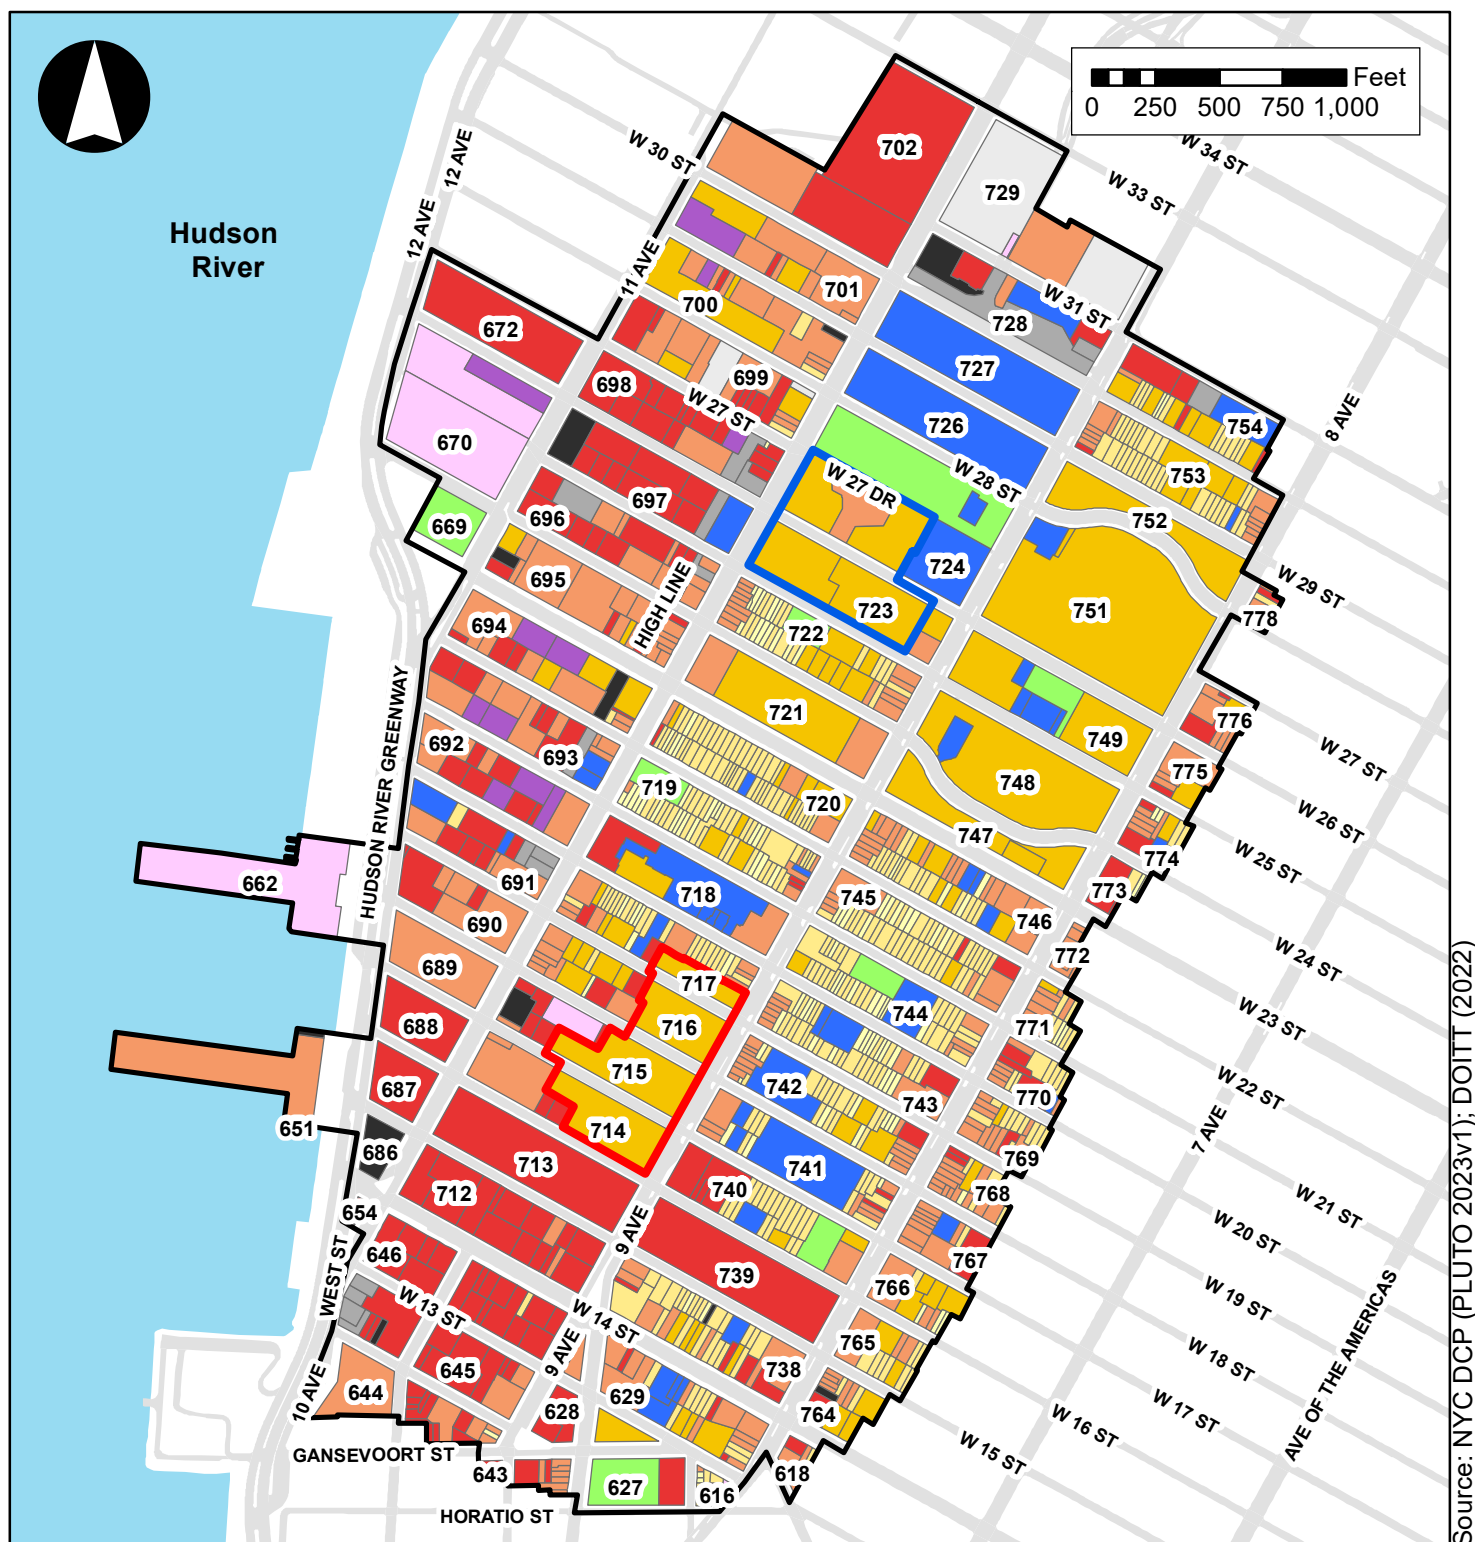 Feet
0 250 500 750 1,000
W 34 ST
W 33 ST
W 30 ST
12 AVE
12 AVE
Hudson
River
702
729
11 AVE
701
700
W 31 ST
728
672
727
699
698
W 27 ST
754
8 AVE
726
670
753
W 28 ST
W 27 DR
697
696
752
669
724
W 29 ST
695
723
751
778
HIGH LINE
694
722
721
776
749
692
W 27 ST
693
775
748
719
720
W 26 ST
747
774
W 25 ST
HUDSON RIVER GREENWAY
662
691
718
745
773
690
746
W 24 ST
772
689
717
744
W 23 ST
716
771
688
715
W 22 ST
742
687
770
743
651
714
7 AVE
686
713
741
769
712
740
768
W 21 ST
654
9 AVE
W 20 ST
646
767
WEST ST
739
766
W 19 ST
W 13 ST
W 14 ST
AVE OF THE AMERICAS
9 AVE
765
W 18 ST
645
738
10 AVE
644
629
628
764
W 17 ST
W 16 ST
W 15 ST
GANSEVOORT ST
643
627
616
618
HORATIO ST
Source: NYC DCP (PLUTO 2023v1); DOITT (2022)